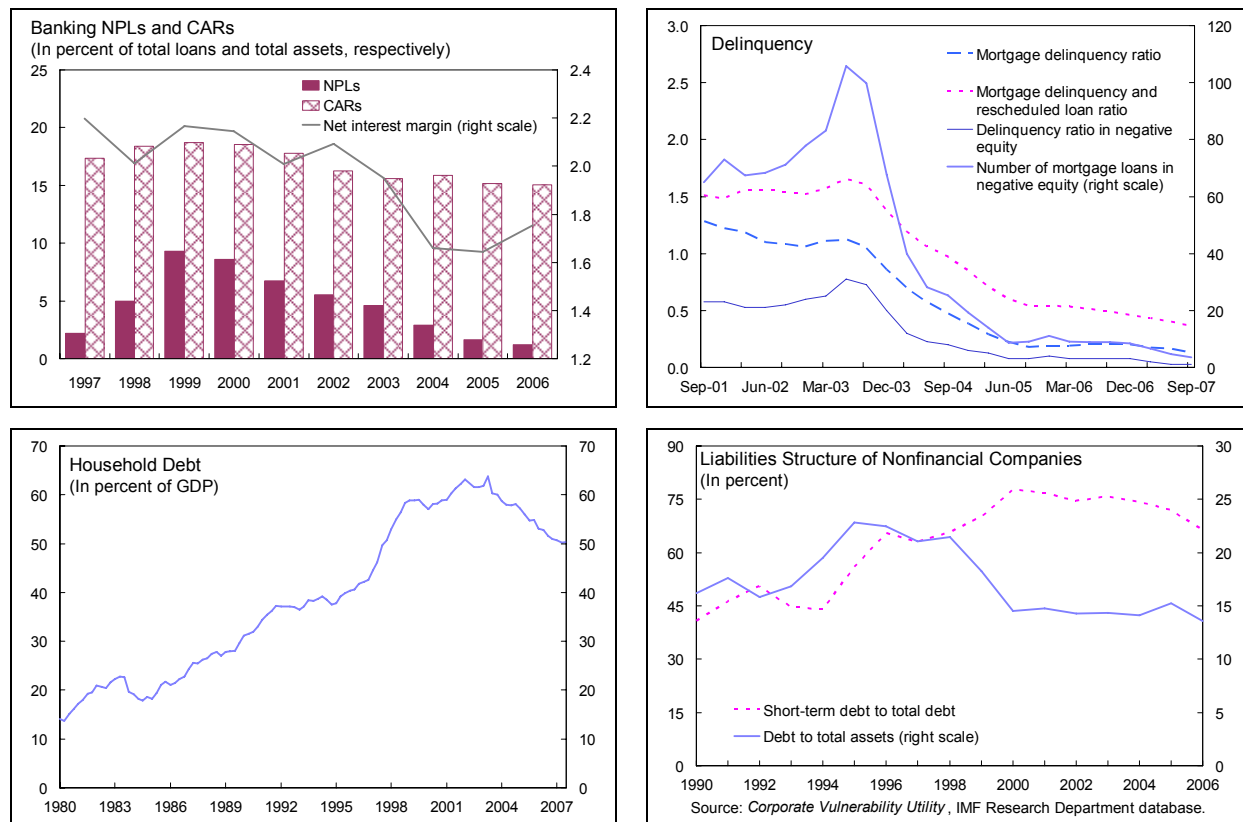 Banking NPLs and CARs
(In percent of total loans and total assets, respectively)
25
20
15
10
5
0
2.4
2.2
2.0
1.8
1.6
1.4
1.2
NPLs
CARs
Net interest margin (right scale)
1997 1998 1999 2000 2001 2002 2003 2004 2005 2006
Delinquency
3.0
2.5
2.0
1.5
1.0
0.5
0.0
120
100
80
60
40
20
0
Mortgage delinquency ratio
Mortgage delinquency and
rescheduled loan ratio
Delinquency ratio in negative
equity
Number of mortgage loans in
negative equity (right scale)
Sep-01 Jun-02 Mar-03 Dec-03 Sep-04 Jun-05 Mar-06 Dec-06 Sep-07
Household Debt
(In percent of GDP)
70
60
50
40
30
20
10
0
70
60
50
40
30
20
10
0
1980 1983 1986 1989 1992 1995 1998 2001 2004 2007
Liabilities Structure of Nonfinancial Companies
(In percent)
90
75
60
45
30
15
0
30
25
20
15
10
5
0
Short-term debt to total debt
Debt to total assets (right scale)
1990 1992 1994 1996 1998 2000 2002 2004 2006
Source: Corporate Vulnerability Utility, IMF Research Department database.